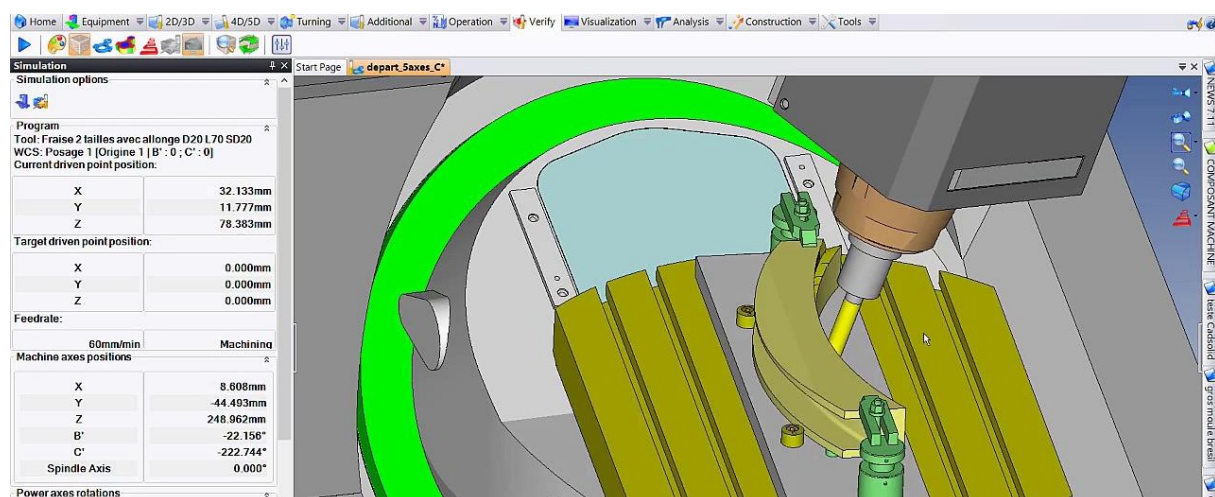 Home Equipment 2D/3D 4D/5D Turning Additional Operation Verify Visualization Analysis Construction Tools
Simulation
Start Page depart_5axes_C*
Simulation options
Program
Tool: Fraise 2 tailles avec allonge D20 L70 SD20
WCS: Posage 1 [Origine 1 | B' : 0 ; C' : 0]
Current driven point position:
X 32.133mm
Y 11.777mm
Z 78.383mm
Target driven point position:
X 0.000mm
Y 0.000mm
Z 0.000mm
Feedrate:
60mm/min Machining
Machine axes positions
X 8.608mm
Y -44.493mm
Z 248.962mm
B' -22.156°
C' -222.744°
Spindle Axis 0.000°
Power axes rotations
NEWS 7.11
COMPOSANT MACHINE
teste Cadsolid
gros moule bresil